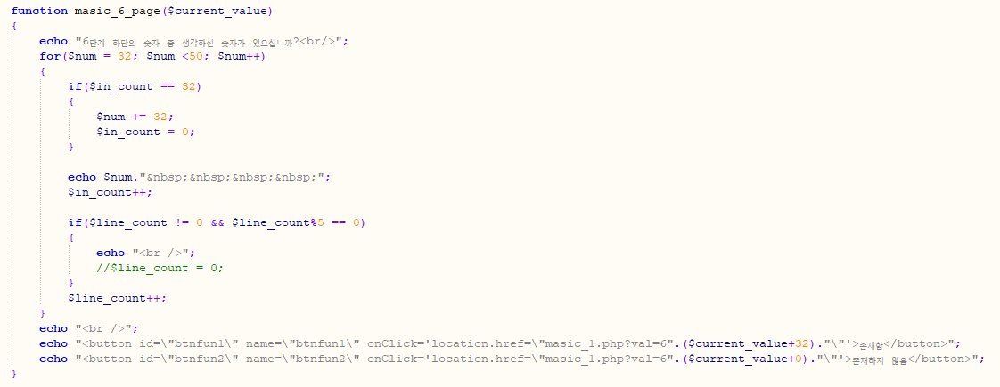 function masic_6_page($current_value)
{
    echo "6단계 하단의 숫자 중 생각하신 숫자가 있으십니까?<br/>";
    for($num = 32; $num <50; $num++)
    {
        if($in_count == 32)
        {
            $num += 32;
            $in_count = 0;
        }

        echo $num."&nbsp;&nbsp;&nbsp;&nbsp;";
        $in_count++;

        if($line_count != 0 && $line_count%5 == 0)
        {
            echo "<br />";
            //$line_count = 0;
        }
        $line_count++;
    }
    echo "<br />";
    echo "<button id=\"btnfun1\" name=\"btnfun1\" onClick='location.href=\"masic_1.php?val=6".($current_value+32)."\"'>존재함</button>";
    echo "<button id=\"btnfun2\" name=\"btnfun2\" onClick='location.href=\"masic_1.php?val=6".($current_value+0)."\"'>존재하지 않음</button>";
}